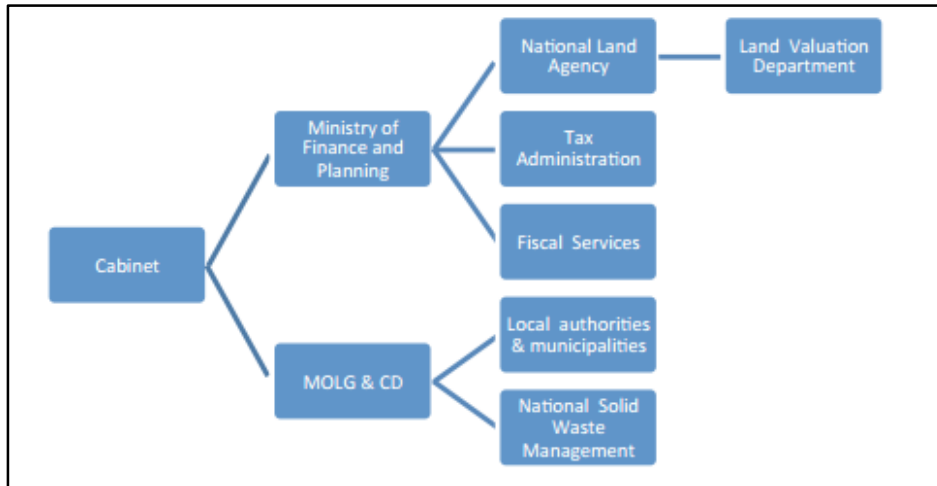 National Land
Agency
Land Valuation
Department
Ministry of
Finance and
Planning
Tax
Administration
Fiscal Services
Cabinet
Local authorities
& municipalities
MOLG & CD
National Solid
Waste
Management